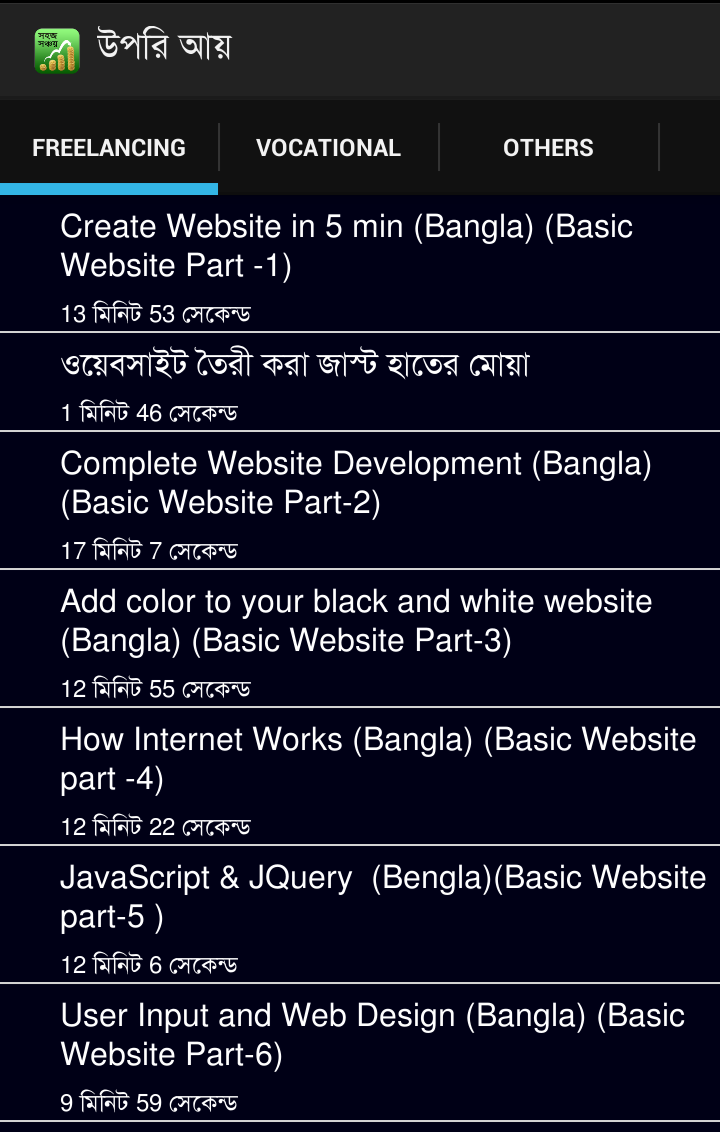 সহজ
সঞ্চয়
উপরি আয়
FREELANCING
VOCATIONAL
OTHERS
Create Website in 5 min (Bangla) (Basic
Website Part -1)
13 মিনিট 53 সেকেন্ড
ওয়েবসাইট তৈরী করা জাস্ট হাতের মোয়া
1 মিনিট 46 সেকেন্ড
Complete Website Development (Bangla)
(Basic Website Part-2)
17 মিনিট 7 সেকেন্ড
Add color to your black and white website
(Bangla) (Basic Website Part-3)
12 মিনিট 55 সেকেন্ড
How Internet Works (Bangla) (Basic Website
part -4)
12 মিনিট 22 সেকেন্ড
JavaScript & JQuery  (Bengla)(Basic Website
part-5 )
12 মিনিট 6 সেকেন্ড
User Input and Web Design (Bangla) (Basic
Website Part-6)
9 মিনিট 59 সেকেন্ড